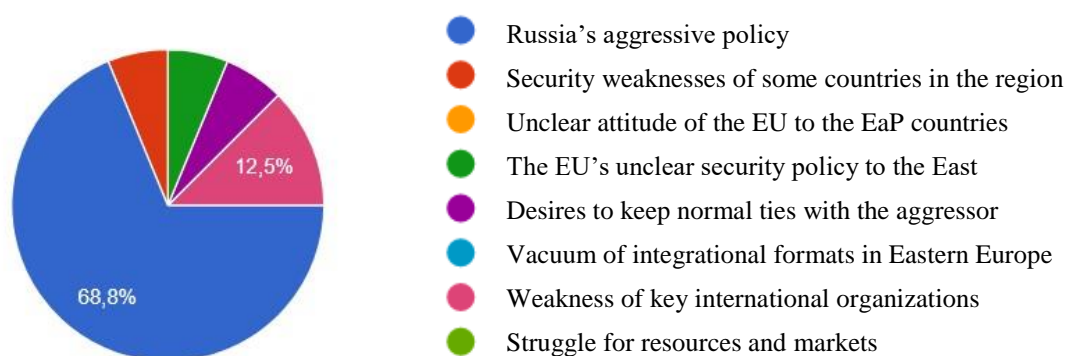 Russia’s aggressive policy
Security weaknesses of some countries in the region
Unclear attitude of the EU to the EaP countries
The EU’s unclear security policy to the East
Desires to keep normal ties with the aggressor
Vacuum of integrational formats in Eastern Europe
Weakness of key international organizations
Struggle for resources and markets
12,5%
68,8%